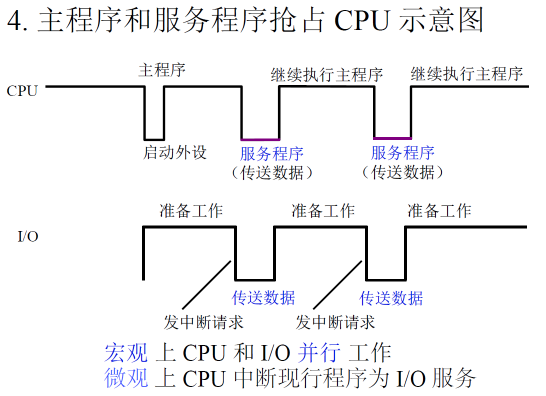 4. 主程序和服务程序抢占 CPU 示意图
主程序 继续执行主程序 继续执行主程序
CPU
启动外设 服务程序 服务程序
（传送数据） （传送数据）
准备工作 准备工作 准备工作
I/O
传送数据 传送数据
发中断请求 发中断请求
宏观 上 CPU 和 I/O 并行 工作
微观 上 CPU 中断现行程序为 I/O 服务